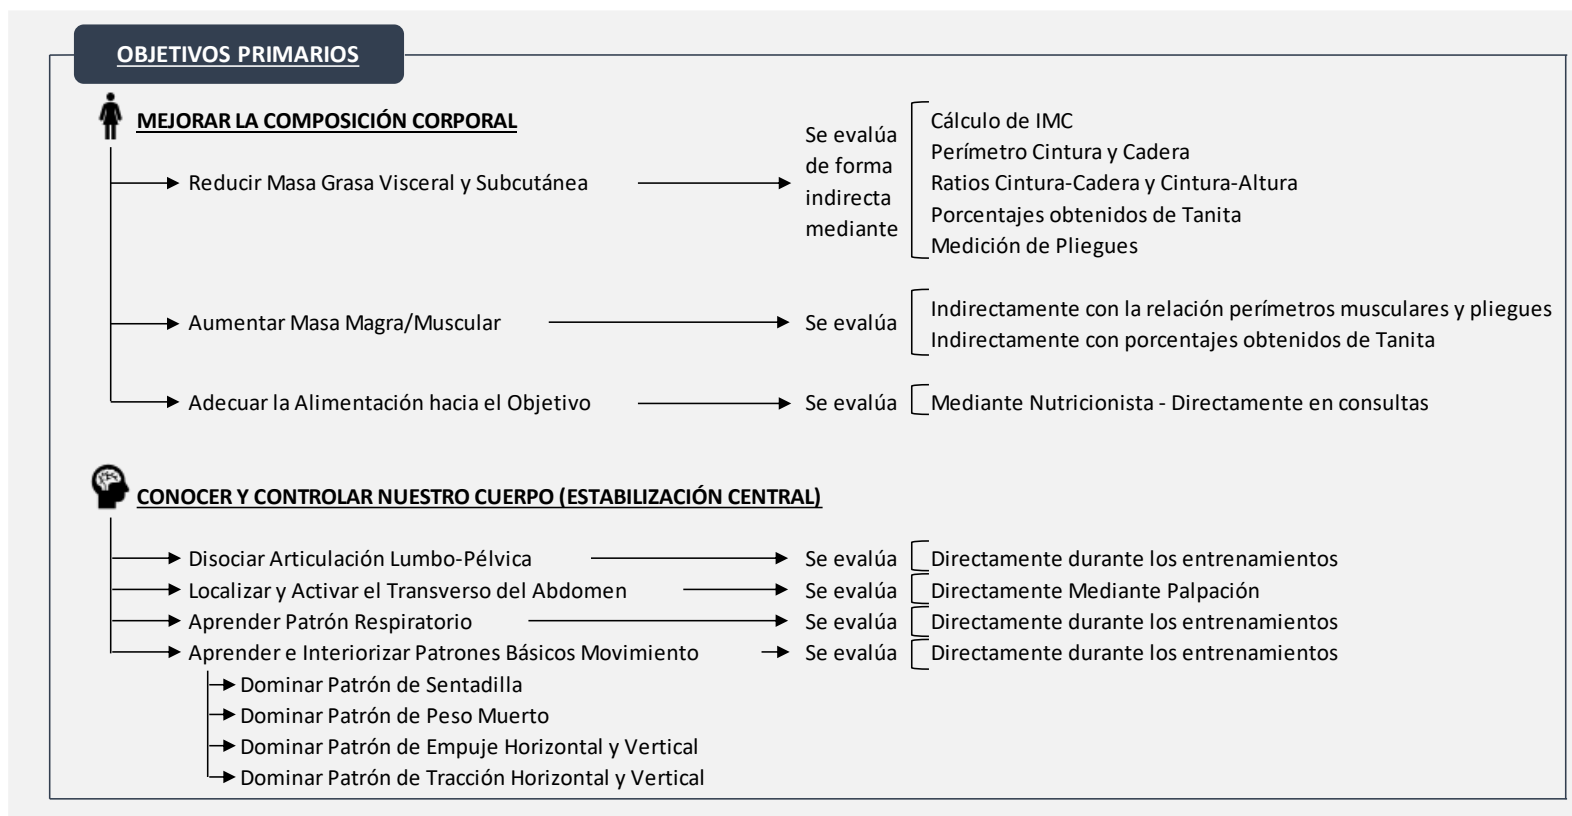 OBJETIVOS PRIMARIOS
MEJORAR LA COMPOSICIÓN CORPORAL
Reducir Masa Grasa Visceral y Subcutánea
Se evalúa
de forma
indirecta
mediante
Cálculo de IMC
Perímetro Cintura y Cadera
Ratios Cintura-Cadera y Cintura-Altura
Porcentajes obtenidos de Tanita
Medición de Pliegues
Aumentar Masa Magra/Muscular
Se evalúa
Indirectamente con la relación perímetros musculares y pliegues
Indirectamente con porcentajes obtenidos de Tanita
Adecuar la Alimentación hacia el Objetivo
Se evalúa
Mediante Nutricionista - Directamente en consultas
CONOCER Y CONTROLAR NUESTRO CUERPO (ESTABILIZACIÓN CENTRAL)
Disociar Articulación Lumbo-Pélvica
Se evalúa
Directamente durante los entrenamientos
Localizar y Activar el Transverso del Abdomen
Se evalúa
Directamente Mediante Palpación
Aprender Patrón Respiratorio
Se evalúa
Directamente durante los entrenamientos
Aprender e Interiorizar Patrones Básicos Movimiento
Se evalúa
Directamente durante los entrenamientos
Dominar Patrón de Sentadilla
Dominar Patrón de Peso Muerto
Dominar Patrón de Empuje Horizontal y Vertical
Dominar Patrón de Tracción Horizontal y Vertical